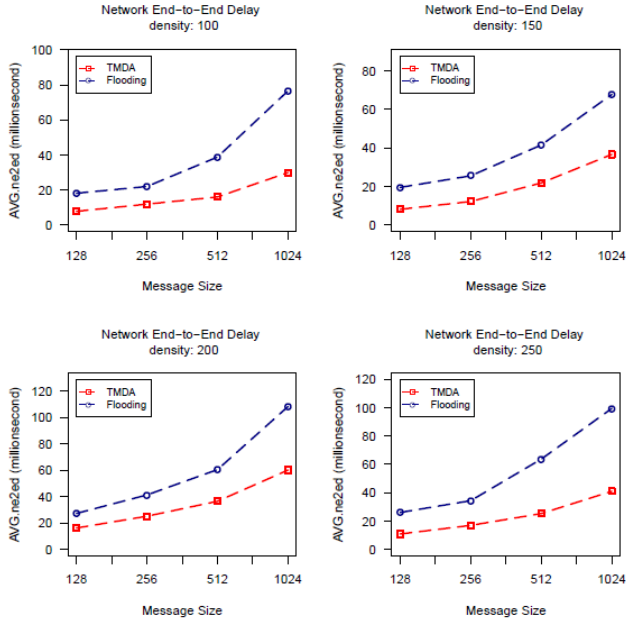 Network End−to−End Delay
density: 100
AVG.ne2ed (millionsecond)
100
80
60
40
20
0
TMDA
Flooding
128
256
512
1024
Message Size
Network End−to−End Delay
density: 150
AVG.ne2ed (millionsecond)
80
60
40
20
0
TMDA
Flooding
128
256
512
1024
Message Size
Network End−to−End Delay
density: 200
AVG.ne2ed (millionsecond)
120
100
80
60
40
20
0
TMDA
Flooding
128
256
512
1024
Message Size
Network End−to−End Delay
density: 250
AVG.ne2ed (millionsecond)
120
100
80
60
40
20
0
TMDA
Flooding
128
256
512
1024
Message Size